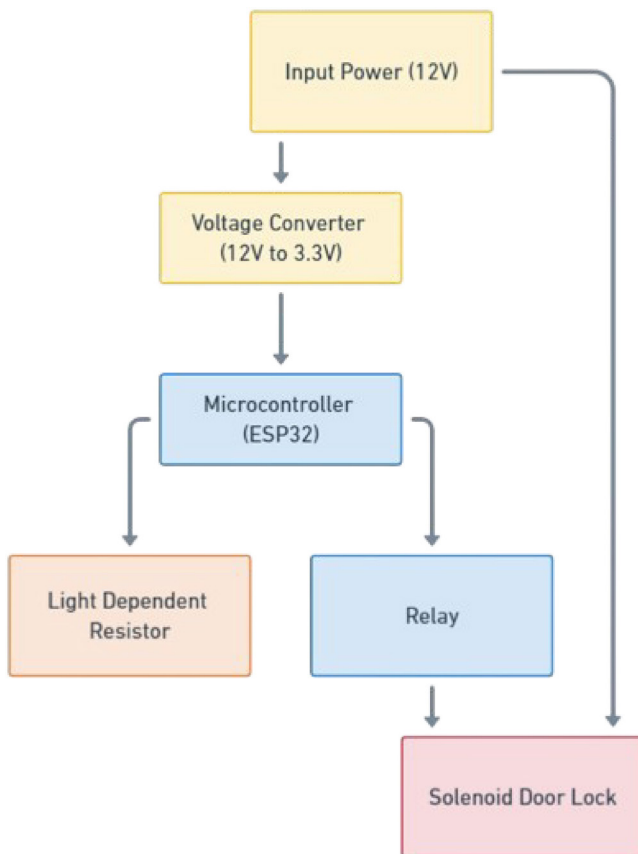 Input Power (12V)
Voltage Converter
(12V to 3.3V)
Microcontroller
(ESP32)
Light Dependent
Resistor
Relay
Solenoid Door Lock